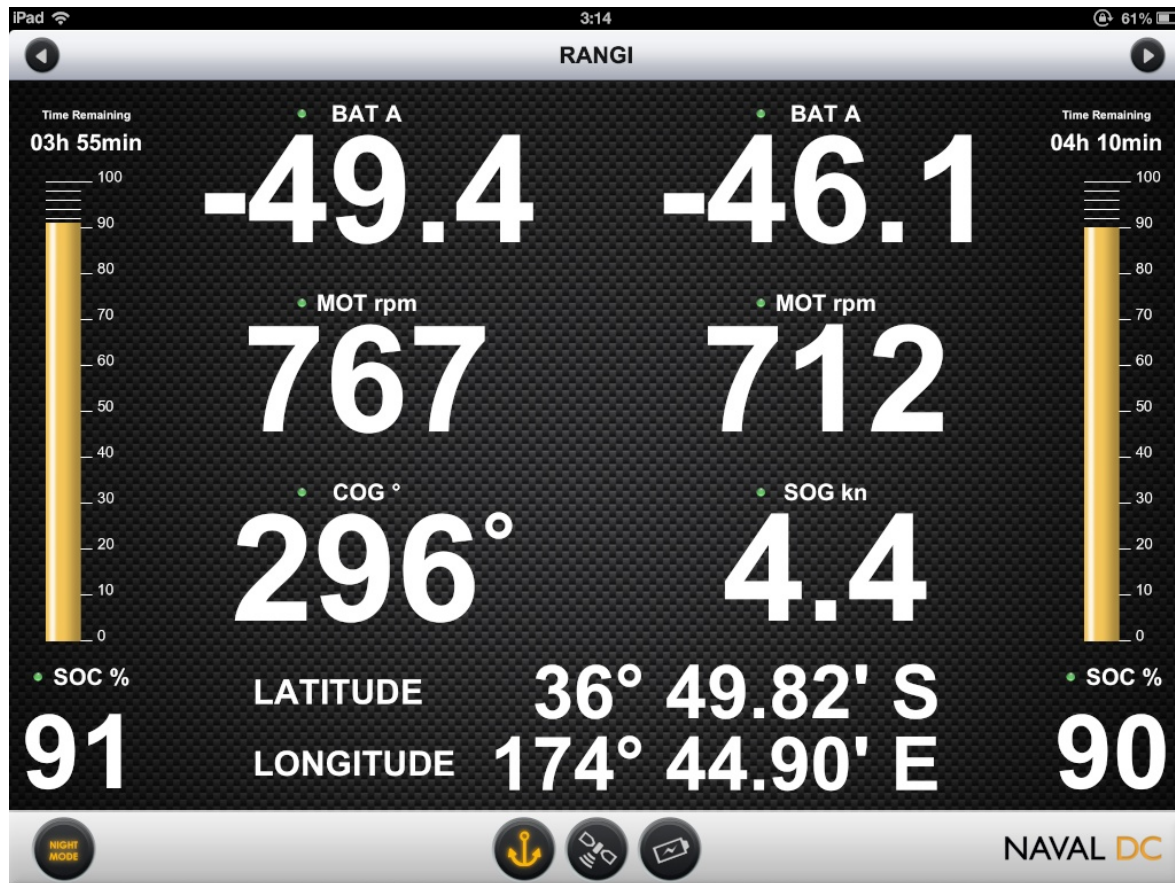 iPad 3:14 61%
RANGI
Time Remaining
03h 55min
BAT A
-49.4
BAT A
-46.1
Time Remaining
04h 10min
100
90
80
70
60
50
40
30
20
10
0
MOT rpm
767
MOT rpm
712
100
90
80
70
60
50
40
30
20
10
0
COG °
296°
SOG kn
4.4
SOC %
91
LATITUDE 36° 49.82' S
LONGITUDE 174° 44.90' E
SOC %
90
NIGHT
MODE
NAVAL DC